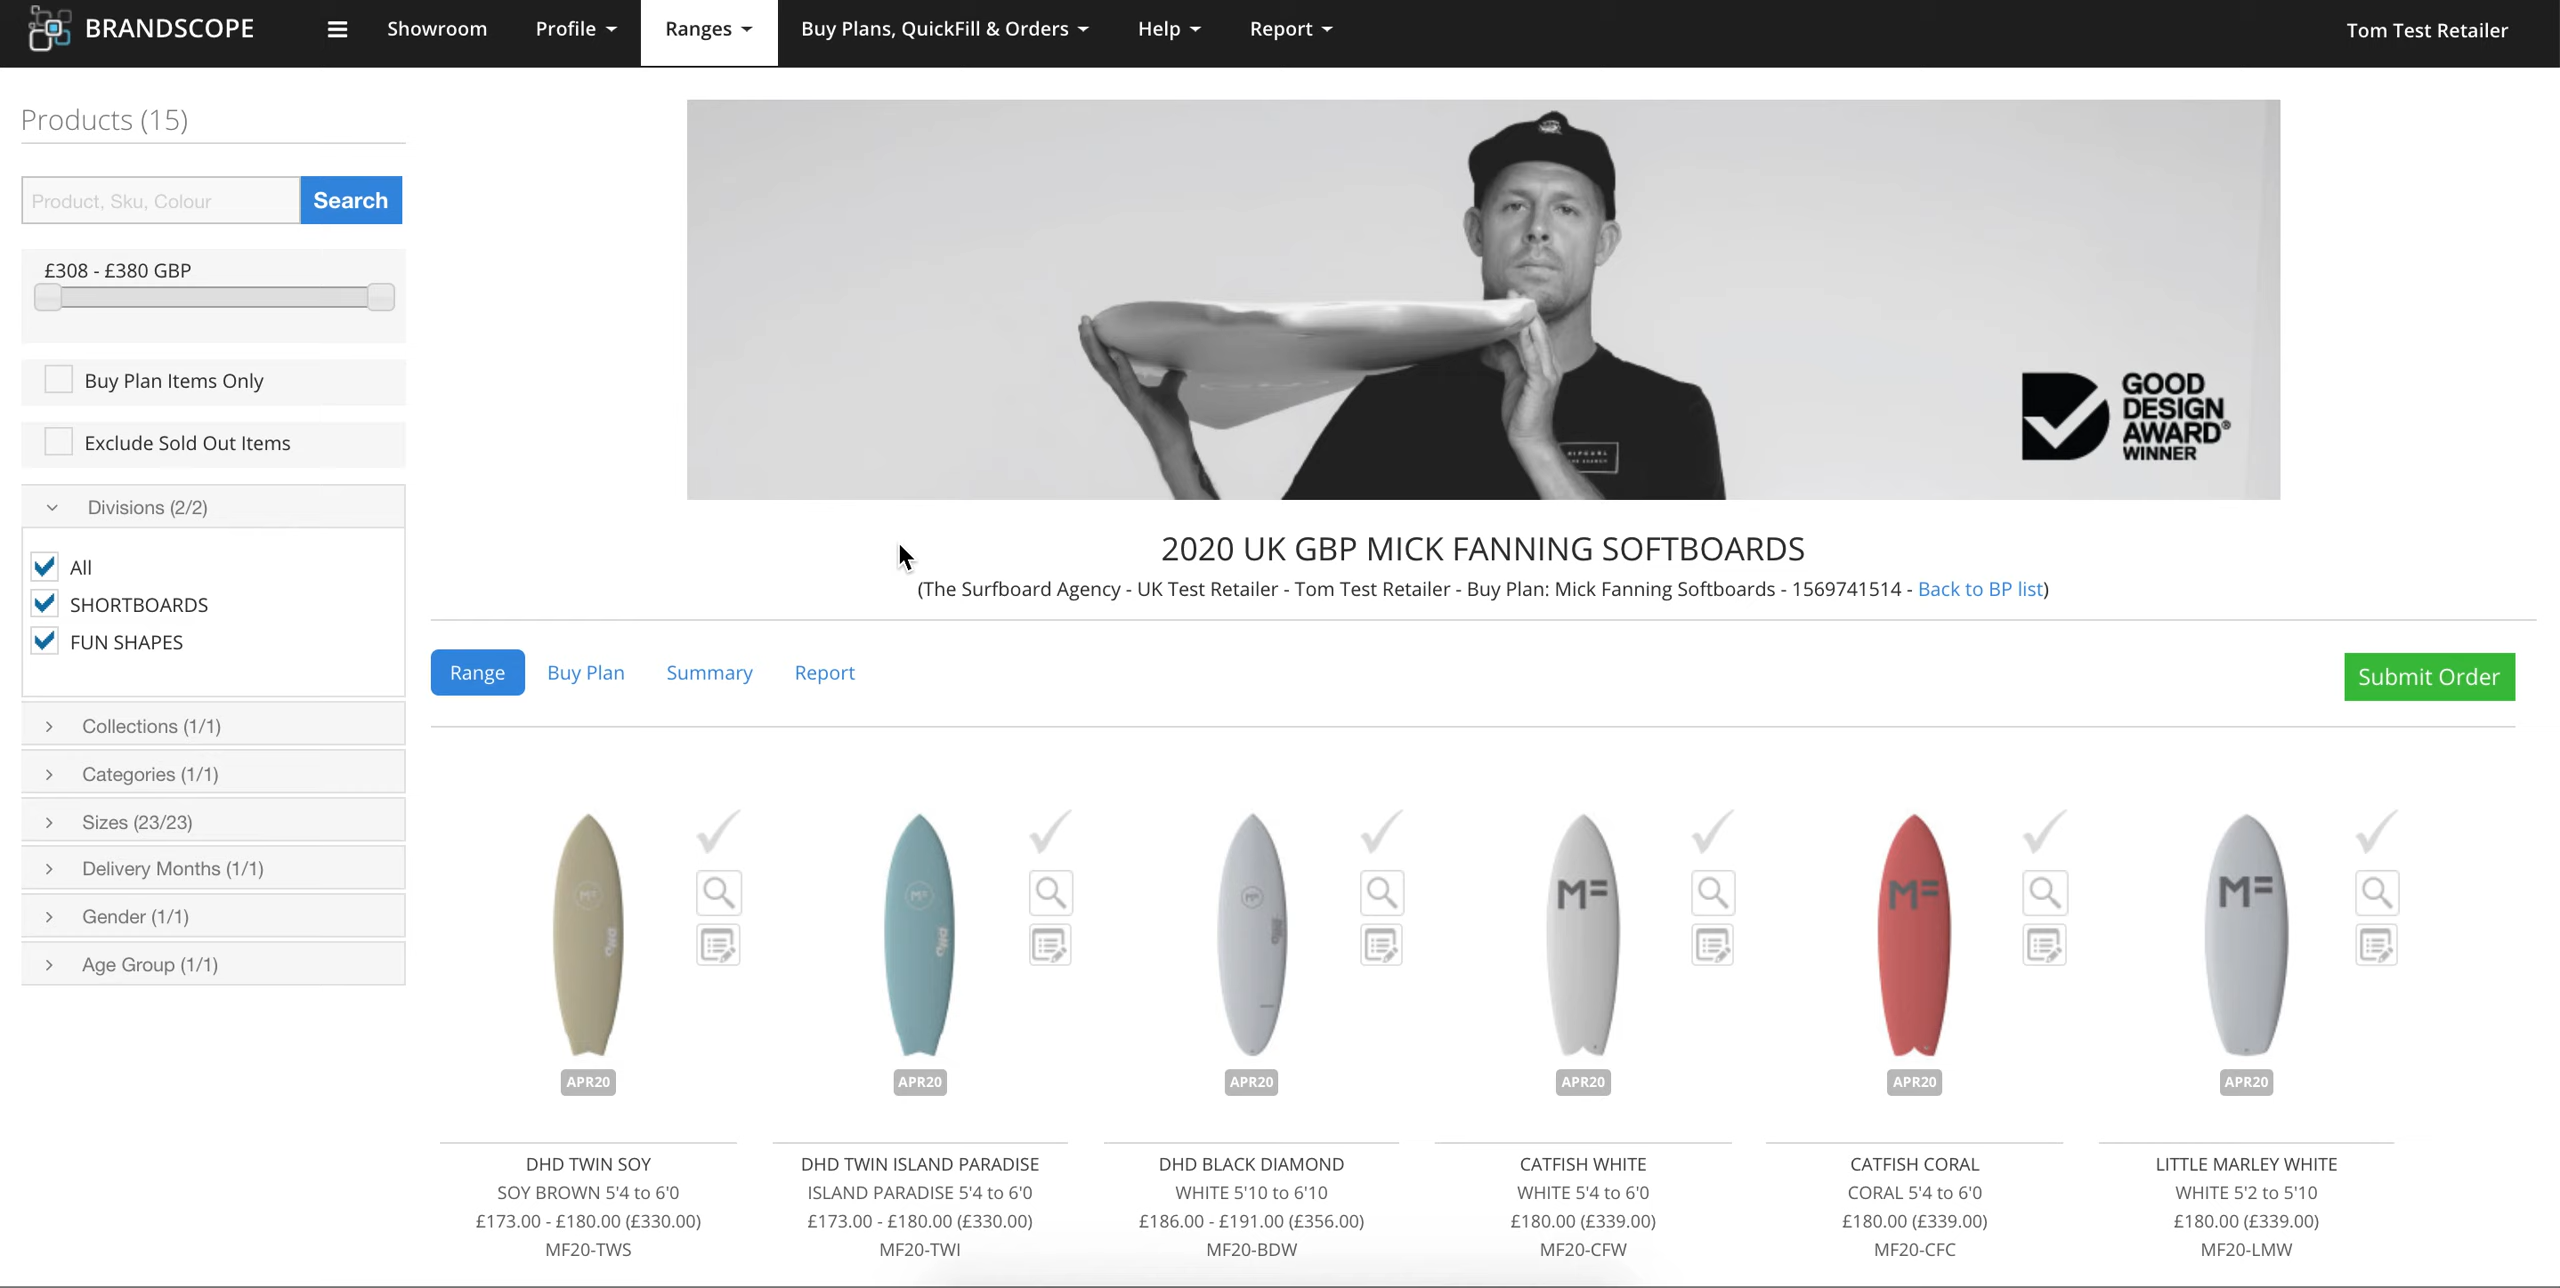 BRANDSCOPE
Showroom
Profile
Ranges
Buy Plans, QuickFill & Orders
Help
Report
Tom Test Retailer
Products (15)
Product, Sku, Colour
Search
£308 - £380 GBP
Buy Plan Items Only
Exclude Sold Out Items
Divisions (2/2)
All
SHORTBOARDS
FUN SHAPES
Collections (1/1)
Categories (1/1)
Sizes (23/23)
Delivery Months (1/1)
Gender (1/1)
Age Group (1/1)
GOOD
DESIGN
AWARD®
WINNER
2020 UK GBP MICK FANNING SOFTBOARDS
(The Surfboard Agency - UK Test Retailer - Tom Test Retailer - Buy Plan: Mick Fanning Softboards - 1569741514 - Back to BP list)
Range
Buy Plan
Summary
Report
Submit Order
APR20
APR20
APR20
APR20
APR20
APR20
DHD TWIN SOY
SOY BROWN 5'4 to 6'0
£173.00 - £180.00 (£330.00)
MF20-TWS
DHD TWIN ISLAND PARADISE
ISLAND PARADISE 5'4 to 6'0
£173.00 - £180.00 (£330.00)
MF20-TWI
DHD BLACK DIAMOND
WHITE 5'10 to 6'10
£186.00 - £191.00 (£356.00)
MF20-BDW
CATFISH WHITE
WHITE 5'4 to 6'0
£180.00 (£339.00)
MF20-CFW
CATFISH CORAL
CORAL 5'4 to 6'0
£180.00 (£339.00)
MF20-CFC
LITTLE MARLEY WHITE
WHITE 5'2 to 5'10
£180.00 (£339.00)
MF20-LMW